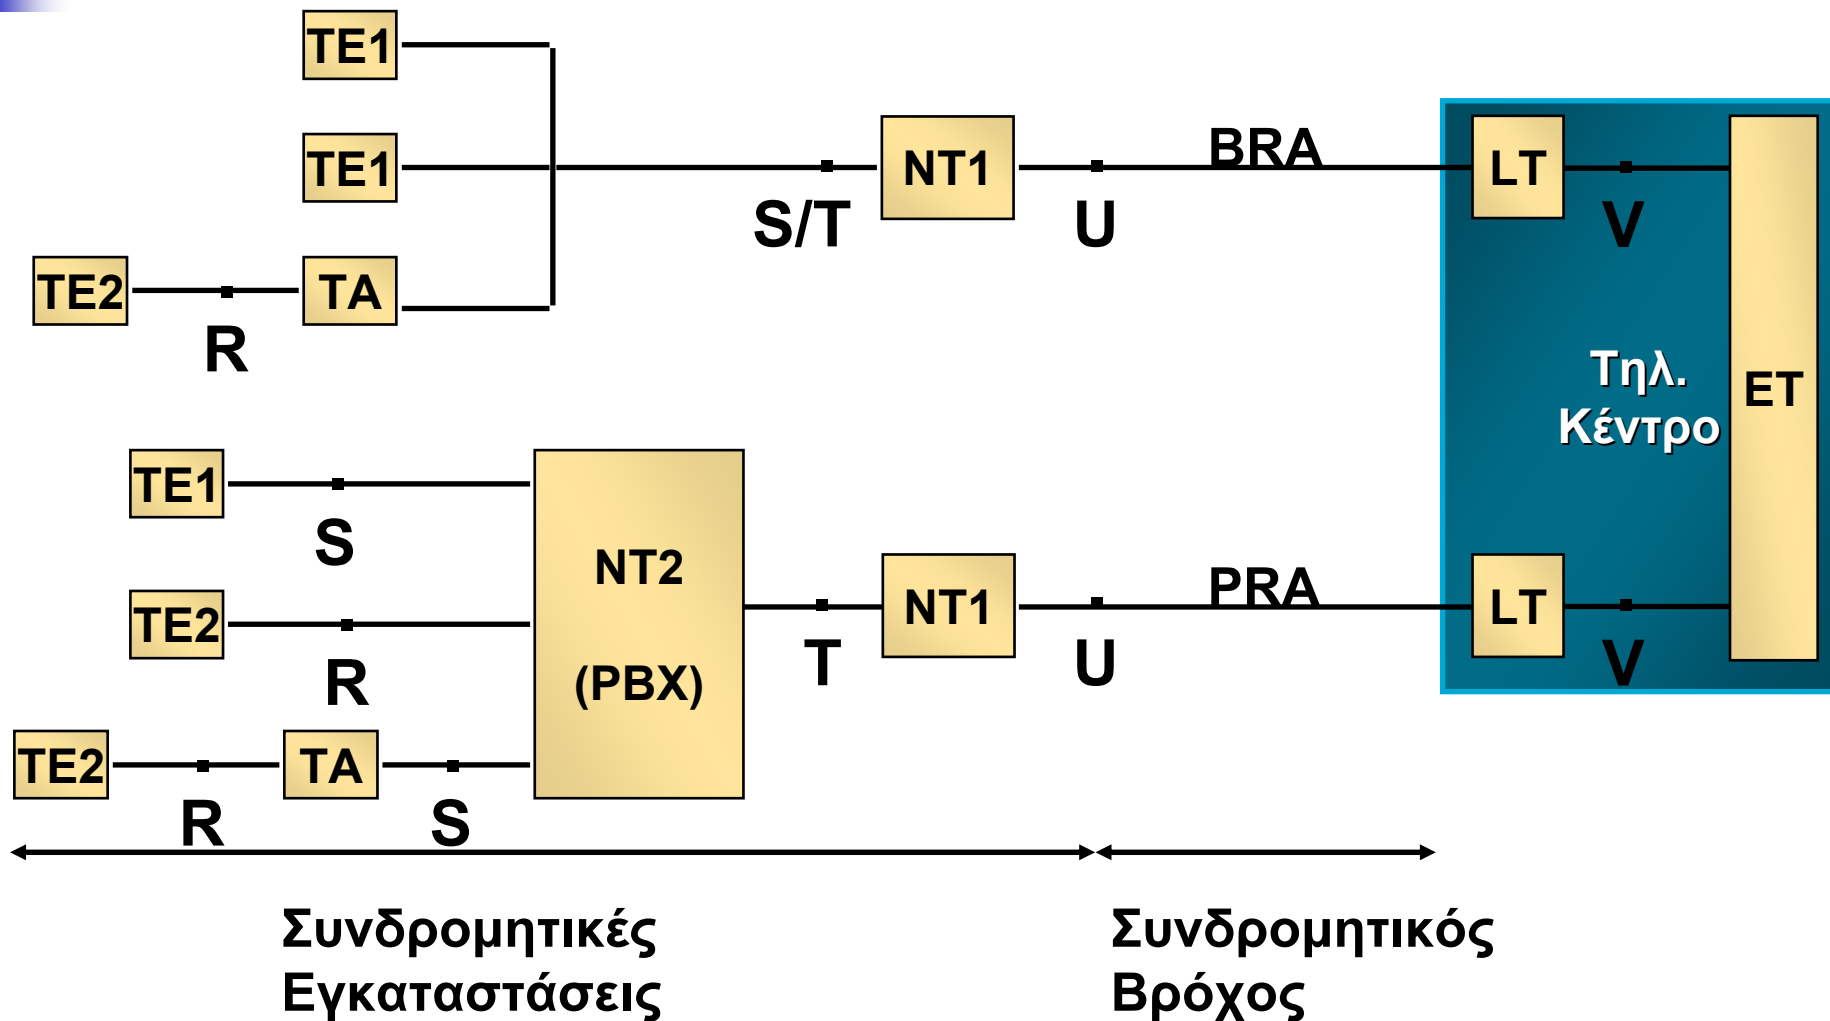 TE1
TE1
NT1
BRA
LT
S/T
U
V
TE2
TA
R
Τηλ.
Κέντρο
ET
TE1
S
NT2
(PBX)
TE2
R
T
NT1
U
PRA
LT
V
TE2
TA
R
S
Συνδρομητικές
Εγκαταστάσεις
Συνδρομητικός
Βρόχος